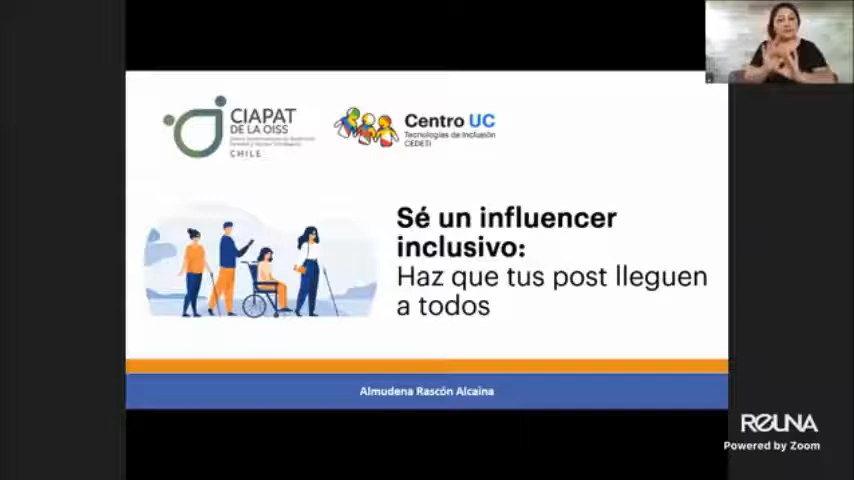 CIAPAT
DE LA OISS
CHILE
Centro UC
Tecnologías de Inclusión
CEDETi
Sé un influencer
inclusivo:
Haz que tus post lleguen
a todos
Almudena Rascón Alcaina
REUNA
Powered by Zoom